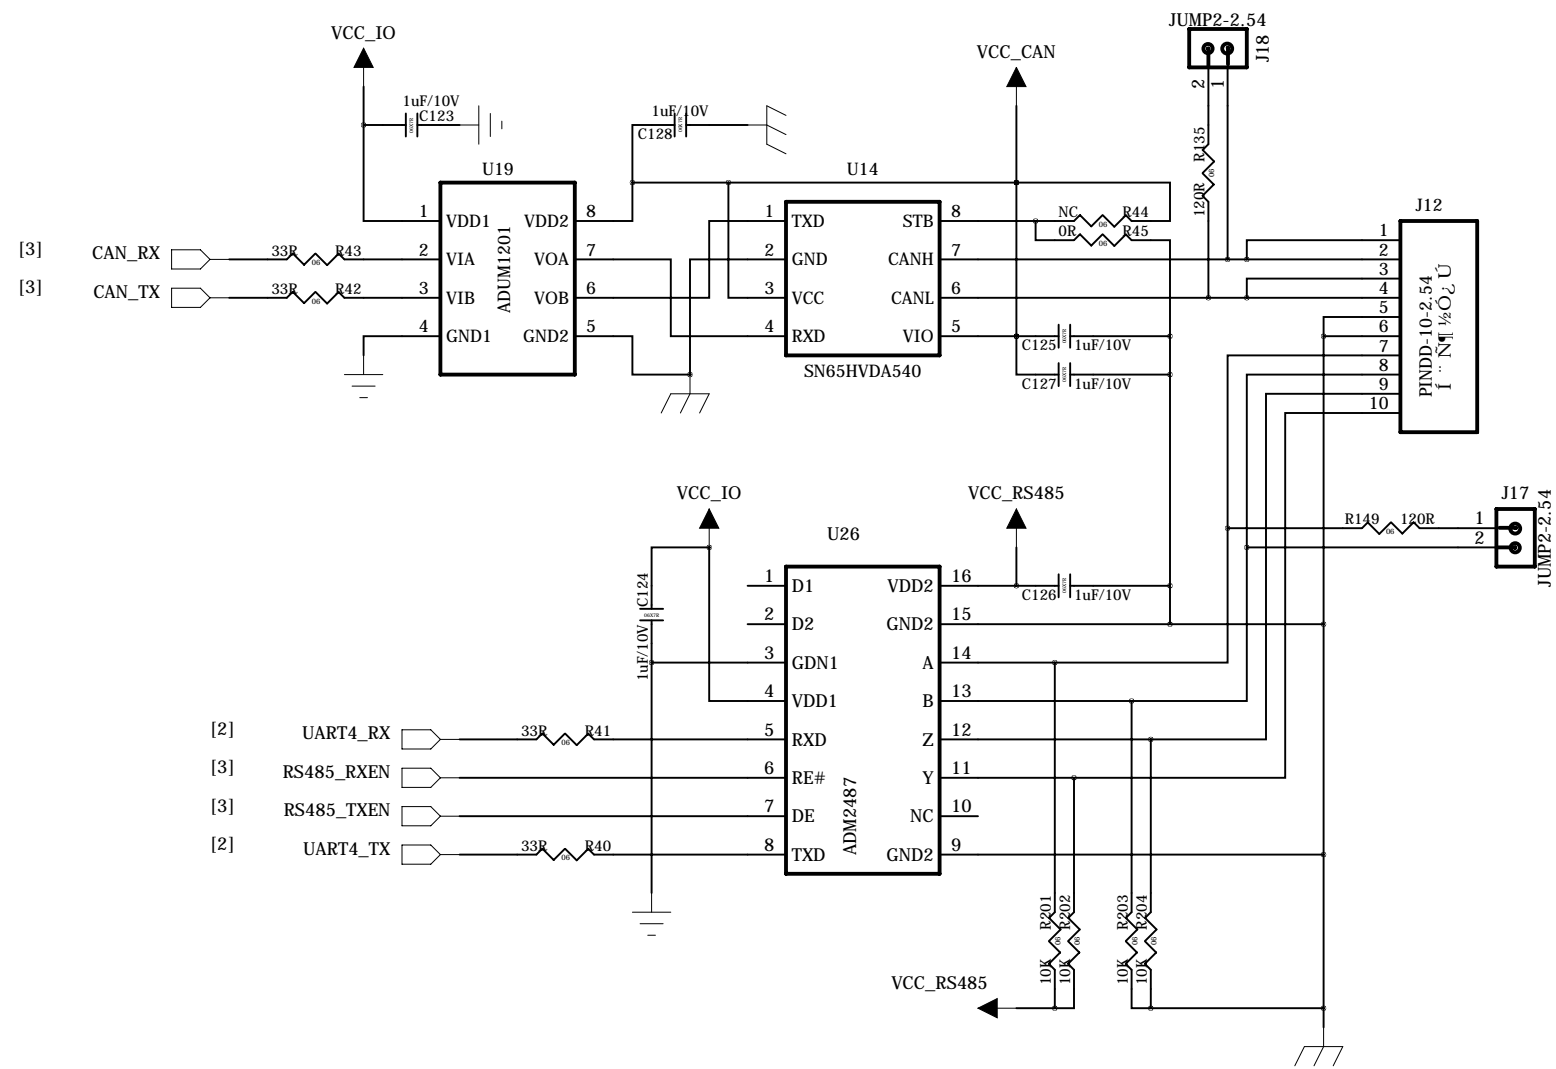 JUMP2-2.54
J18
2
1
VCC_IO
VCC_CAN
1uF/10V
C123
1uF/10V
C128
R135
120R
U19
U14
J12
1 VDD1 VDD2 8
2 VIA VOA 7
3 VIB VOB 6
4 GND1 GND2 5
ADUM1201
1 TXD STB 8
2 GND CANH 7
3 VCC CANL 6
4 RXD VIO 5
SN65HVDA540
NC R44
0R R45
[3] CAN_RX 33R R43
[3] CAN_TX 33R R42
C125 1uF/10V
C127 1uF/10V
1
2
3
4
5
6
7
8
9
10
PINDD-10-2.54
Í ¨ Ñ¶ ½Ó¿ Ú
VCC_IO
VCC_RS485
U26
J17
JUMP2-2.54
R149 120R 1
2
C124
1uF/10V
C126 1uF/10V
1 D1 VDD2 16
2 D2 GND2 15
3 GDN1 A 14
4 VDD1 B 13
5 RXD Z 12
6 RE# Y 11
7 DE NC 10
8 TXD GND2 9
ADM2487
[2] UART4_RX 33R R41
[3] RS485_RXEN
[3] RS485_TXEN
[2] UART4_TX 33R R40
R201
10K
R202
10K
R203
10K
R204
10K
VCC_RS485